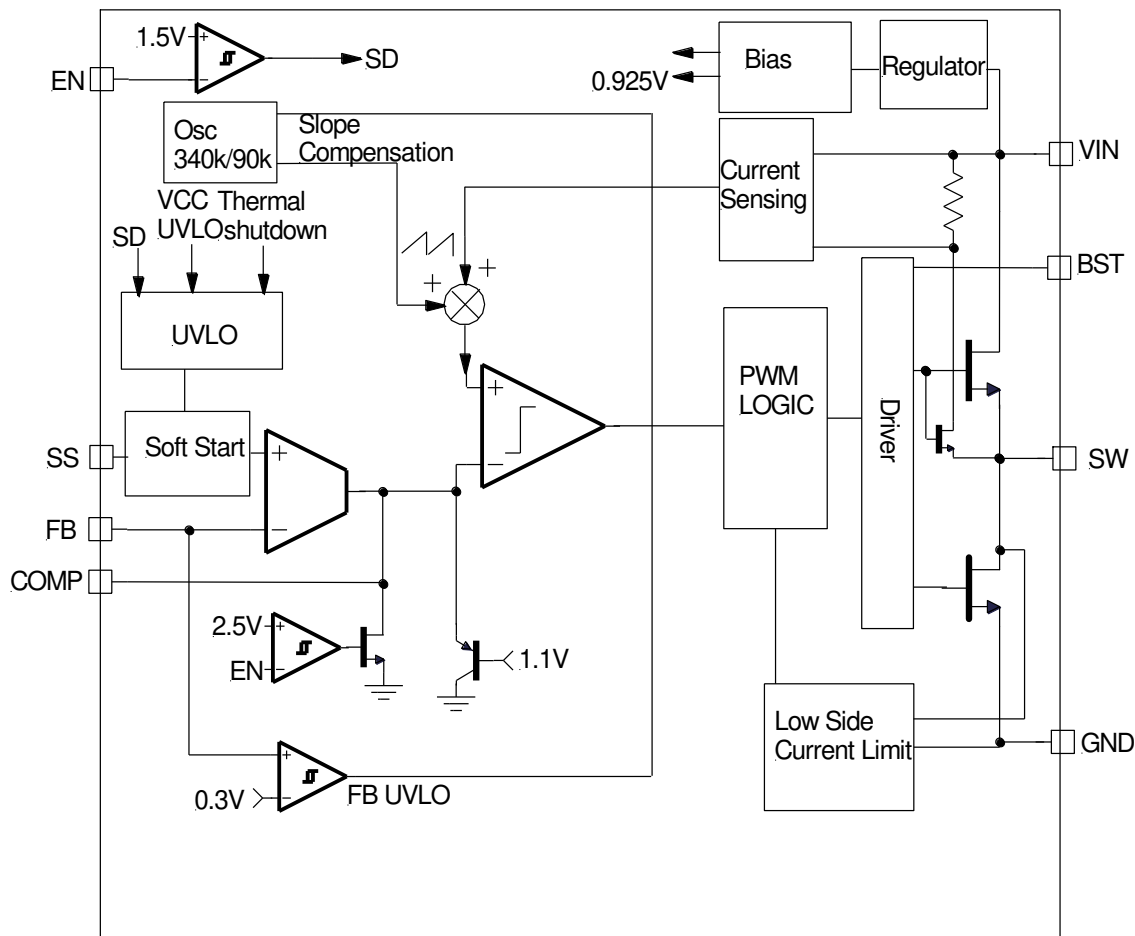 1.5V
+
−
SD
EN
Bias
Regulator
0.925V
Osc
340k/90k
Slope
Compensation
Current
Sensing
VIN
VCC
UVLO
Thermal
shutdown
SD
+
+
BST
UVLO
PWM
LOGIC
Driver
+
−
Soft Start
SS
+
−
SW
FB
COMP
2.5V
+
EN
−
1.1V
Low Side
Current Limit
GND
+
0.3V
−
FB UVLO